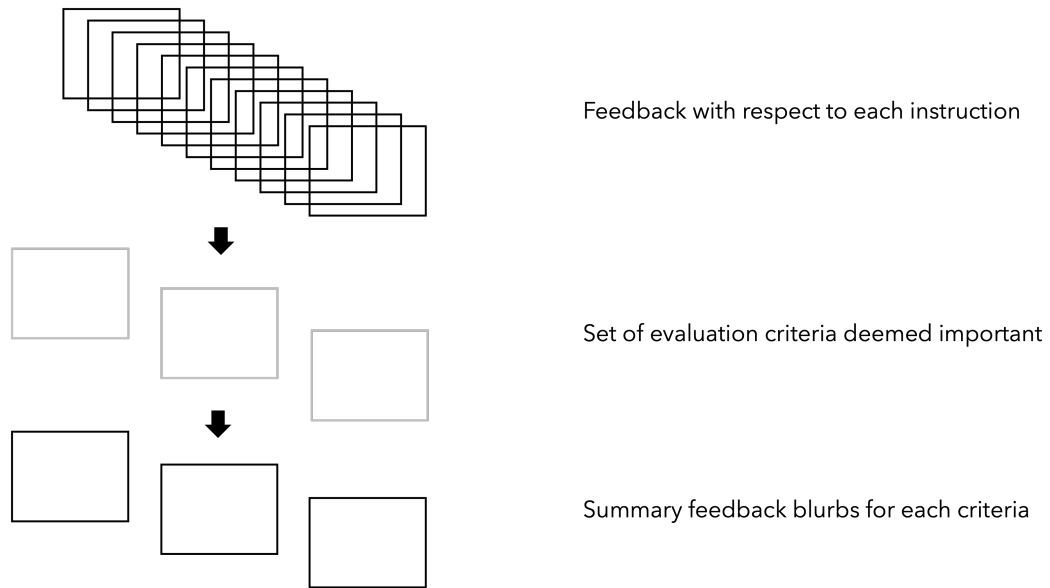 Feedback with respect to each instruction
Set of evaluation criteria deemed important
Summary feedback blurbs for each criteria